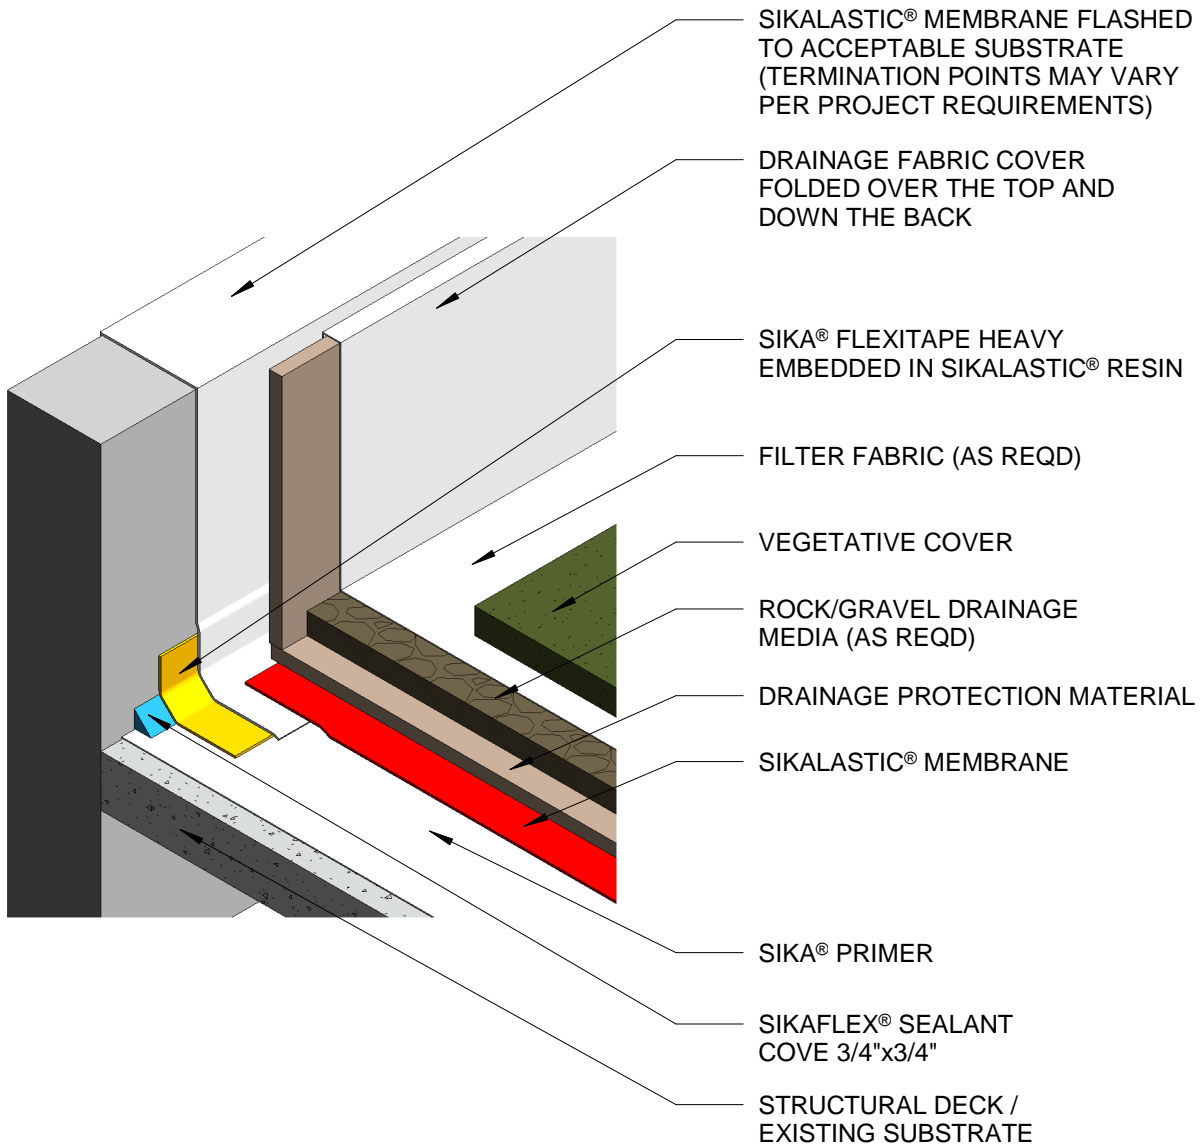 SIKALASTIC® MEMBRANE FLASHED
TO ACCEPTABLE SUBSTRATE
(TERMINATION POINTS MAY VARY
PER PROJECT REQUIREMENTS)
DRAINAGE FABRIC COVER
FOLDED OVER THE TOP AND
DOWN THE BACK
SIKA® FLEXITAPE HEAVY
EMBEDDED IN SIKALASTIC® RESIN
FILTER FABRIC (AS REQD)
VEGETATIVE COVER
ROCK/GRAVEL DRAINAGE
MEDIA (AS REQD)
DRAINAGE PROTECTION MATERIAL
SIKALASTIC® MEMBRANE
SIKA® PRIMER
SIKAFLEX® SEALANT
COVE 3/4"x3/4"
STRUCTURAL DECK /
EXISTING SUBSTRATE